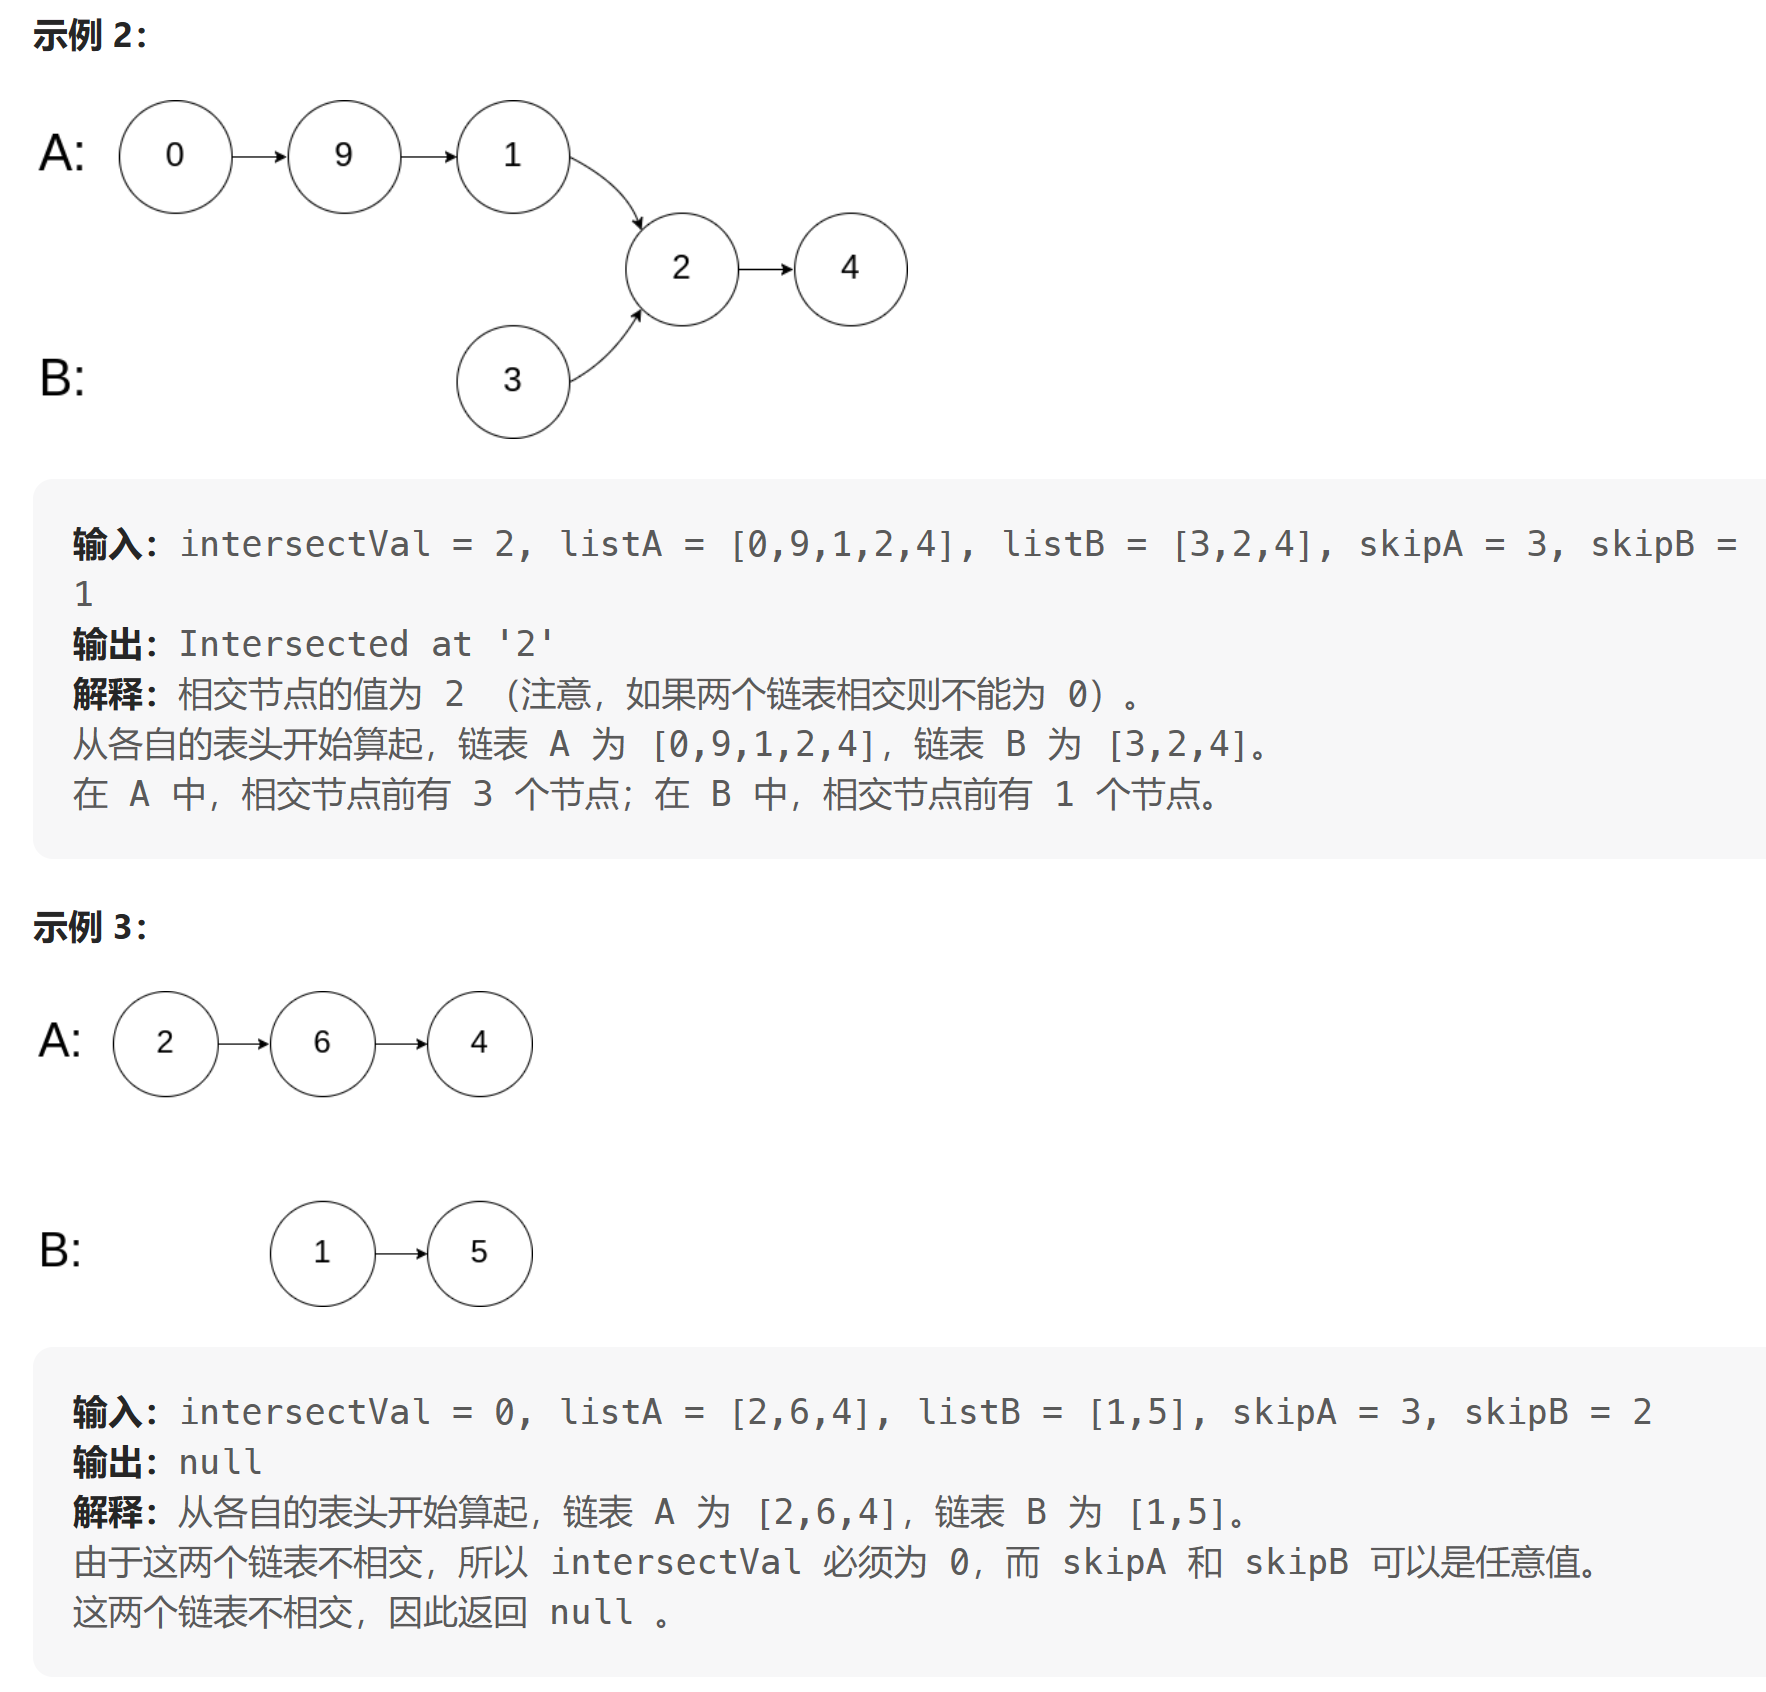 示例 2：
A: 0 9 1
2 4
B: 3
输入：intersectVal = 2, listA = [0,9,1,2,4], listB = [3,2,4], skipA = 3, skipB =
1
输出：Intersected at '2'
解释：相交节点的值为 2 （注意，如果两个链表相交则不能为 0）。
从各自的表头开始算起，链表 A 为 [0,9,1,2,4]，链表 B 为 [3,2,4]。
在 A 中，相交节点前有 3 个节点；在 B 中，相交节点前有 1 个节点。
示例 3：
A: 2 6 4
B: 1 5
输入：intersectVal = 0, listA = [2,6,4], listB = [1,5], skipA = 3, skipB = 2
输出：null
解释：从各自的表头开始算起，链表 A 为 [2,6,4]，链表 B 为 [1,5]。
由于这两个链表不相交，所以 intersectVal 必须为 0，而 skipA 和 skipB 可以是任意值。
这两个链表不相交，因此返回 null 。